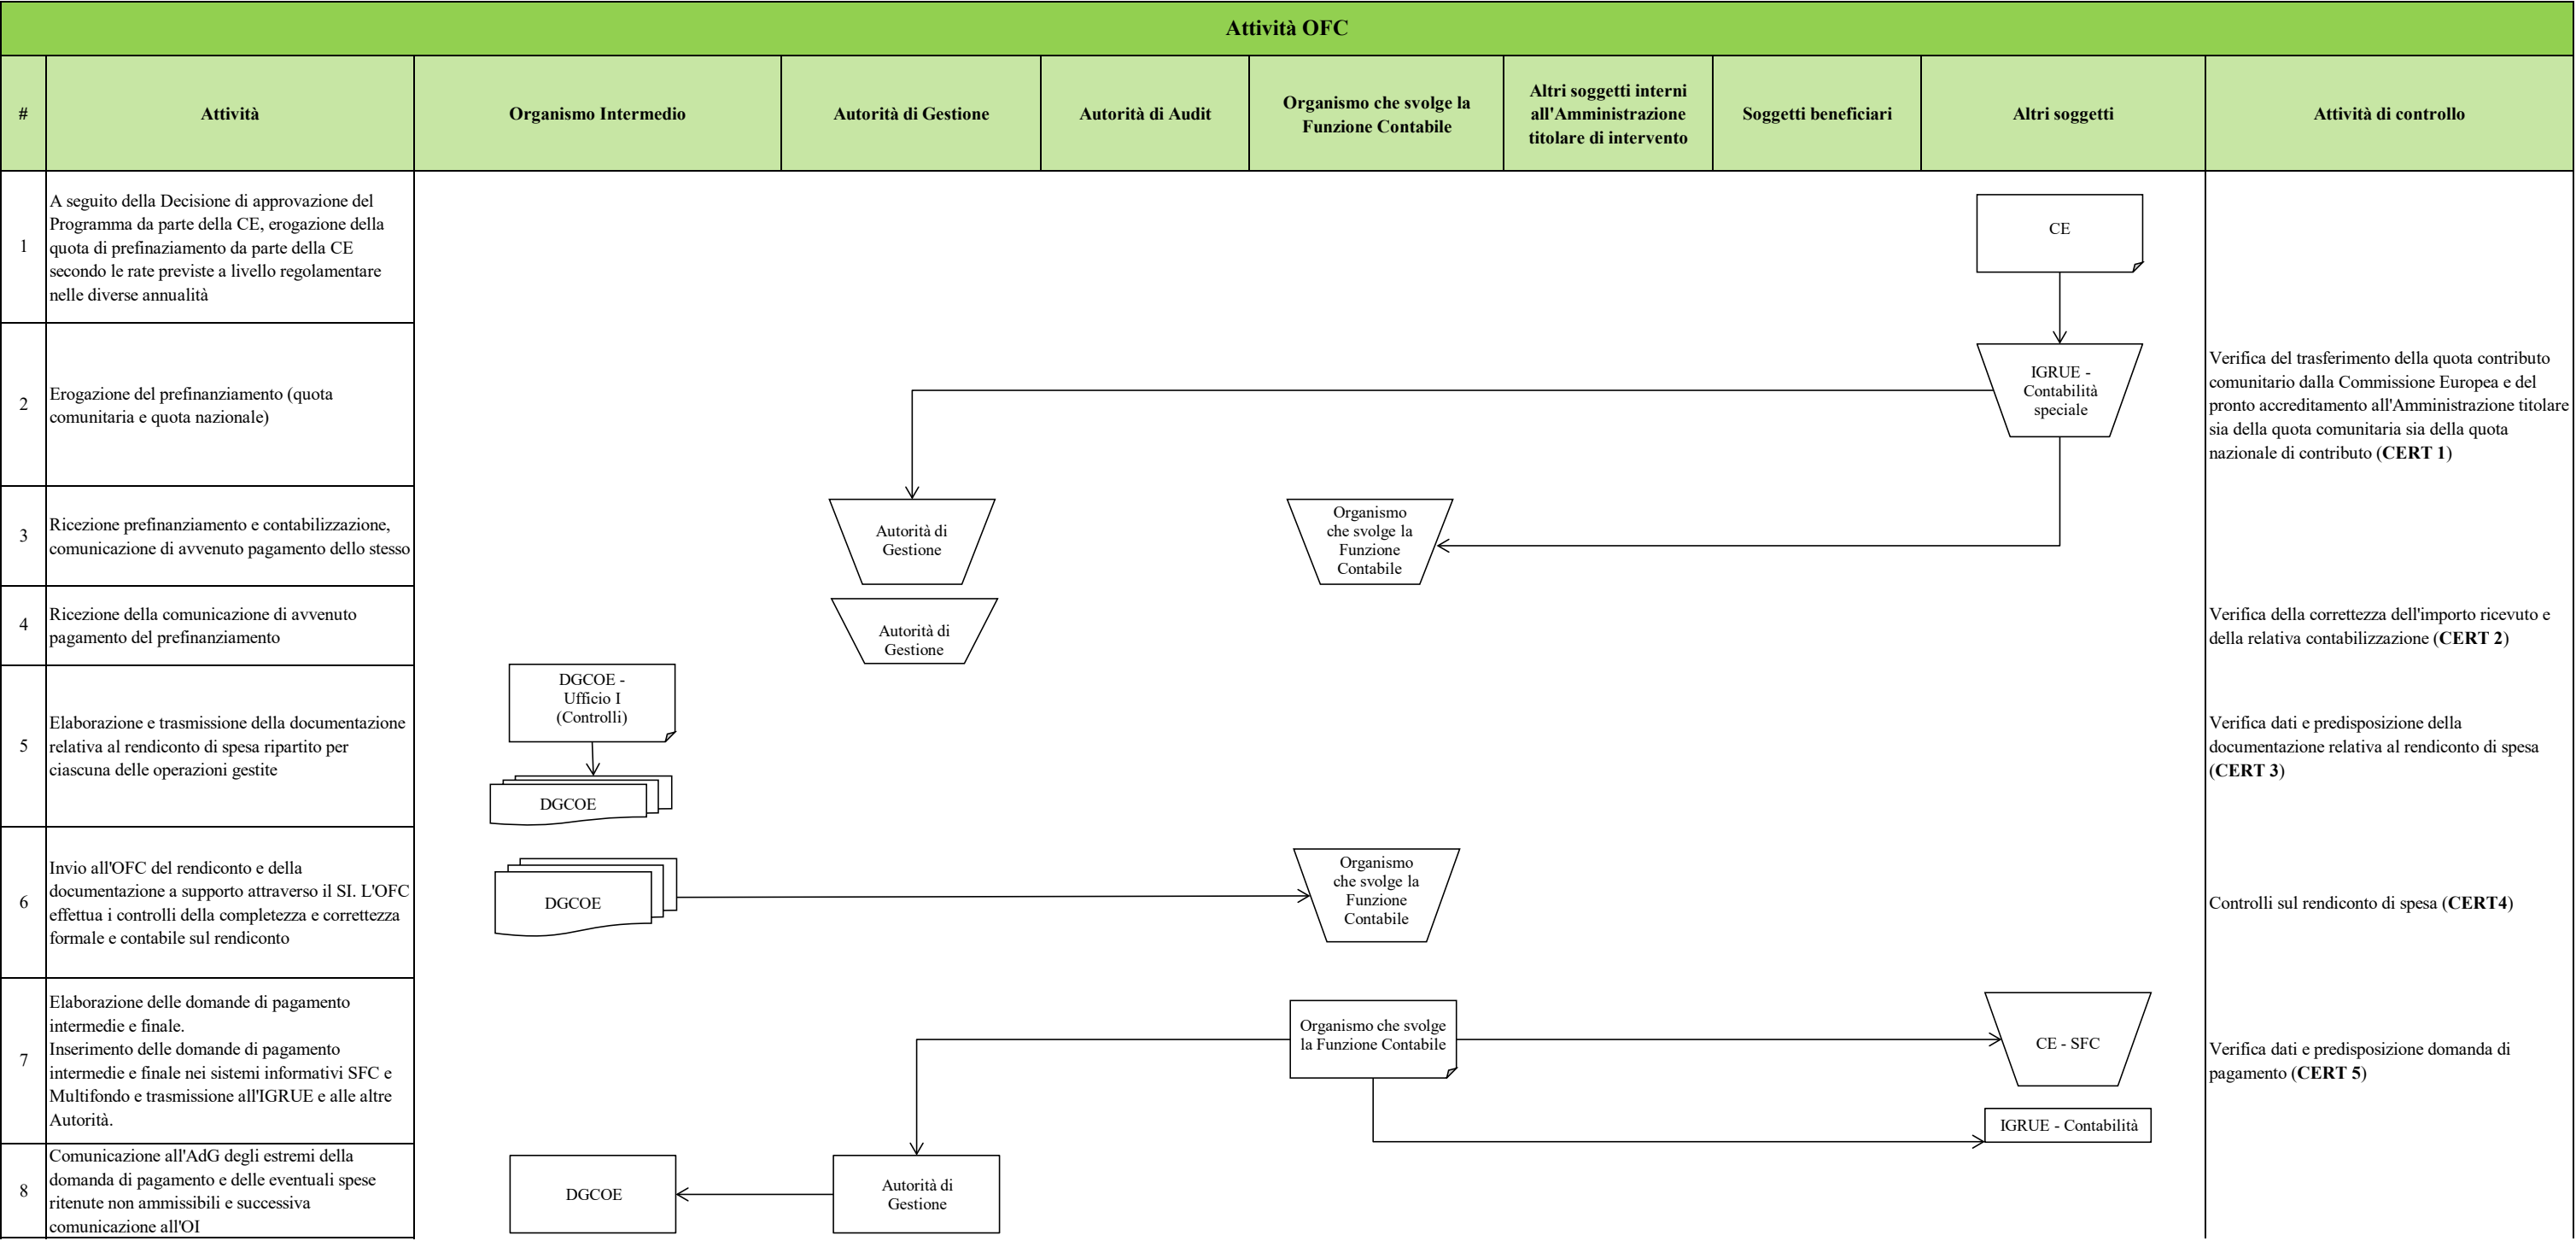 Attività OFC
#
Attività
Organismo Intermedio
Autorità di Gestione
Autorità di Audit
Organismo che svolge la
Funzione Contabile
Altri soggetti interni
all'Amministrazione
titolare di intervento
Soggetti beneficiari
Altri soggetti
Attività di controllo
1
A seguito della Decisione di approvazione del
Programma da parte della CE, erogazione della
quota di prefinaziamento da parte della CE
secondo le rate previste a livello regolamentare
nelle diverse annualità
CE
2
Erogazione del prefinanziamento (quota
comunitaria e quota nazionale)
IGRUE -
Contabilità
speciale
Verifica del trasferimento della quota contributo
comunitario dalla Commissione Europea e del
pronto accreditamento all'Amministrazione titolare
sia della quota comunitaria sia della quota
nazionale di contributo (CERT 1)
3
Ricezione prefinanziamento e contabilizzazione,
comunicazione di avvenuto pagamento dello stesso
Autorità di
Gestione
Organismo
che svolge la
Funzione
Contabile
4
Ricezione della comunicazione di avvenuto
pagamento del prefinanziamento
Autorità di
Gestione
Verifica della correttezza dell'importo ricevuto e
della relativa contabilizzazione (CERT 2)
5
Elaborazione e trasmissione della documentazione
relativa al rendiconto di spesa ripartito per
ciascuna delle operazioni gestite
DGCOE -
Ufficio I
(Controlli)
DGCOE
Verifica dati e predisposizione della
documentazione relativa al rendiconto di spesa
(CERT 3)
6
Invio all'OFC del rendiconto e della
documentazione a supporto attraverso il SI. L'OFC
effettua i controlli della completezza e correttezza
formale e contabile sul rendiconto
DGCOE
Organismo
che svolge la
Funzione
Contabile
Controlli sul rendiconto di spesa (CERT4)
7
Elaborazione delle domande di pagamento
intermedie e finale.
Inserimento delle domande di pagamento
intermedie e finale nei sistemi informativi SFC e
Multifondo e trasmissione all'IGRUE e alle altre
Autorità.
Organismo che svolge
la Funzione Contabile
CE - SFC
IGRUE - Contabilità
Verifica dati e predisposizione domanda di
pagamento (CERT 5)
8
Comunicazione all'AdG degli estremi della
domanda di pagamento e delle eventuali spese
ritenute non ammissibili e successiva
comunicazione all'OI
DGCOE
Autorità di
Gestione